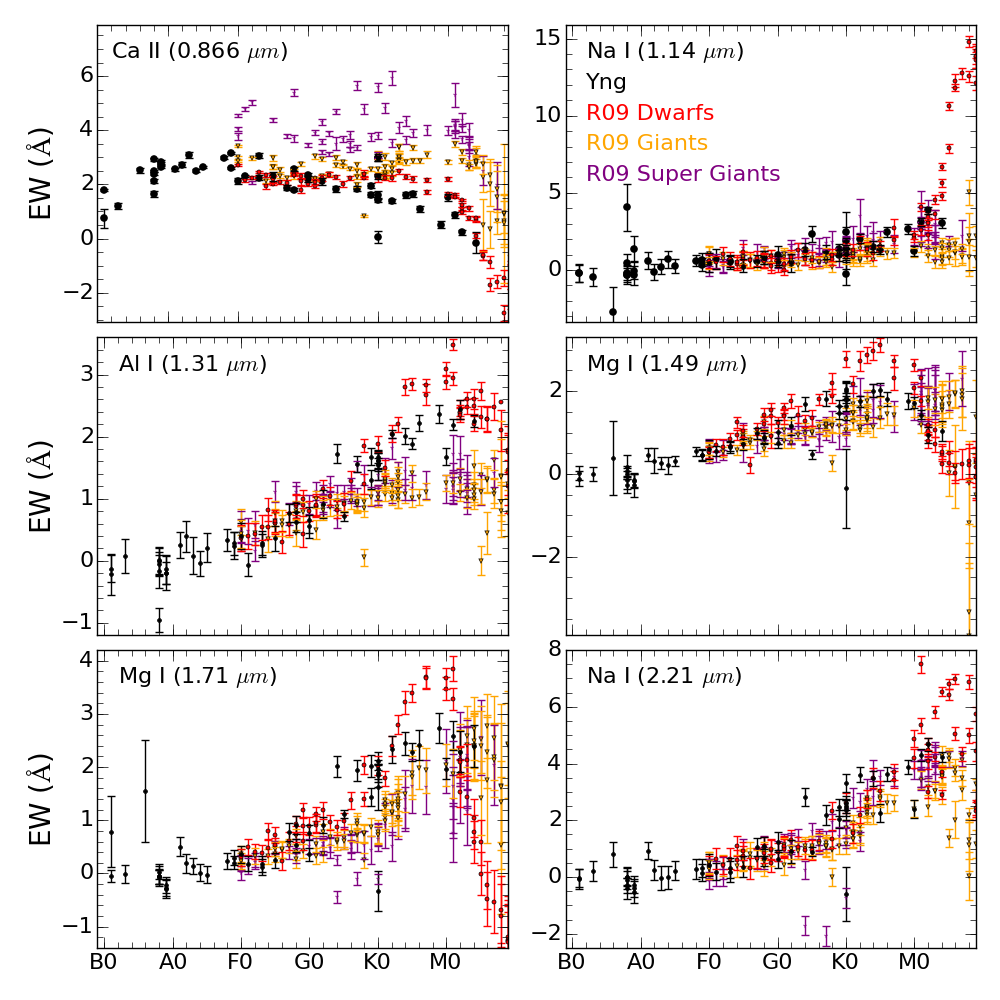 Ca II (0.866 μm)
6
4
2
0
−2
EW (Å)
Na I (1.14 μm)
Yng
R09 Dwarfs
R09 Giants
R09 Super Giants
15
10
5
0
Al I (1.31 μm)
3
2
1
0
−1
EW (Å)
Mg I (1.49 μm)
2
0
−2
Mg I (1.71 μm)
4
3
2
1
0
−1
EW (Å)
B0 A0 F0 G0 K0 M0
Na I (2.21 μm)
8
6
4
2
0
−2
B0 A0 F0 G0 K0 M0